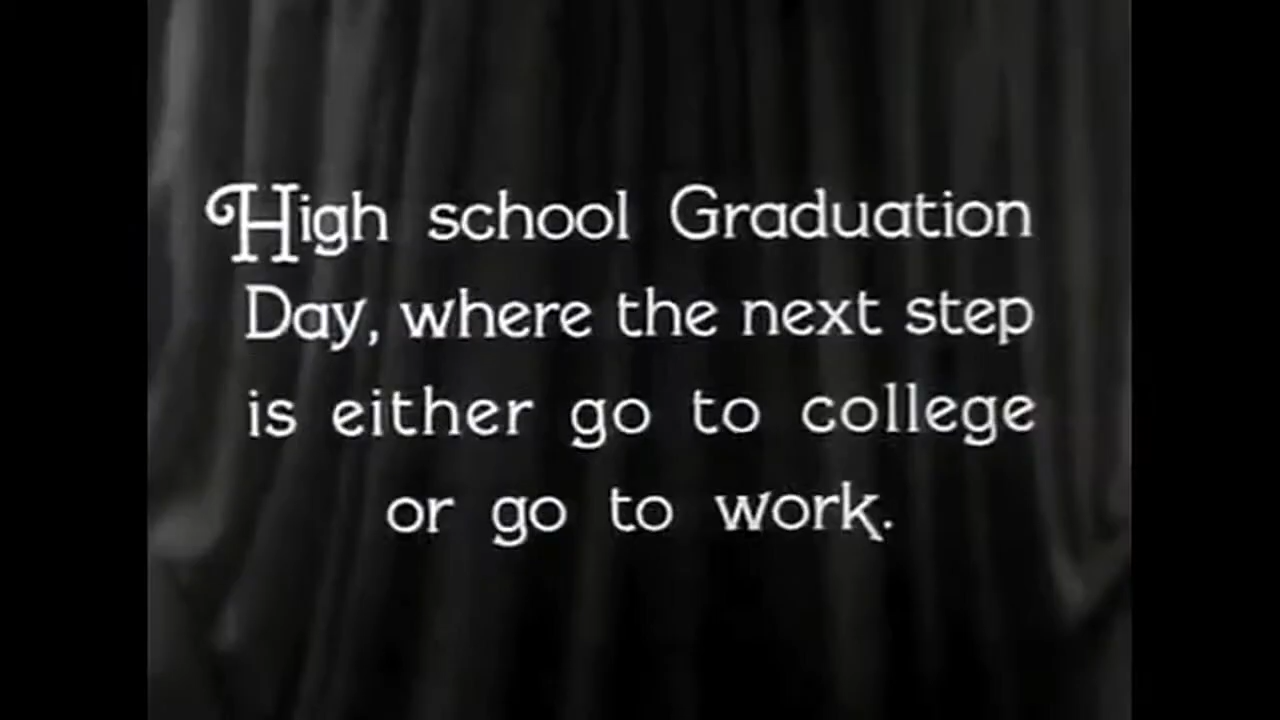 High school Graduation
Day, where the next step
is either go to college
or go to work.